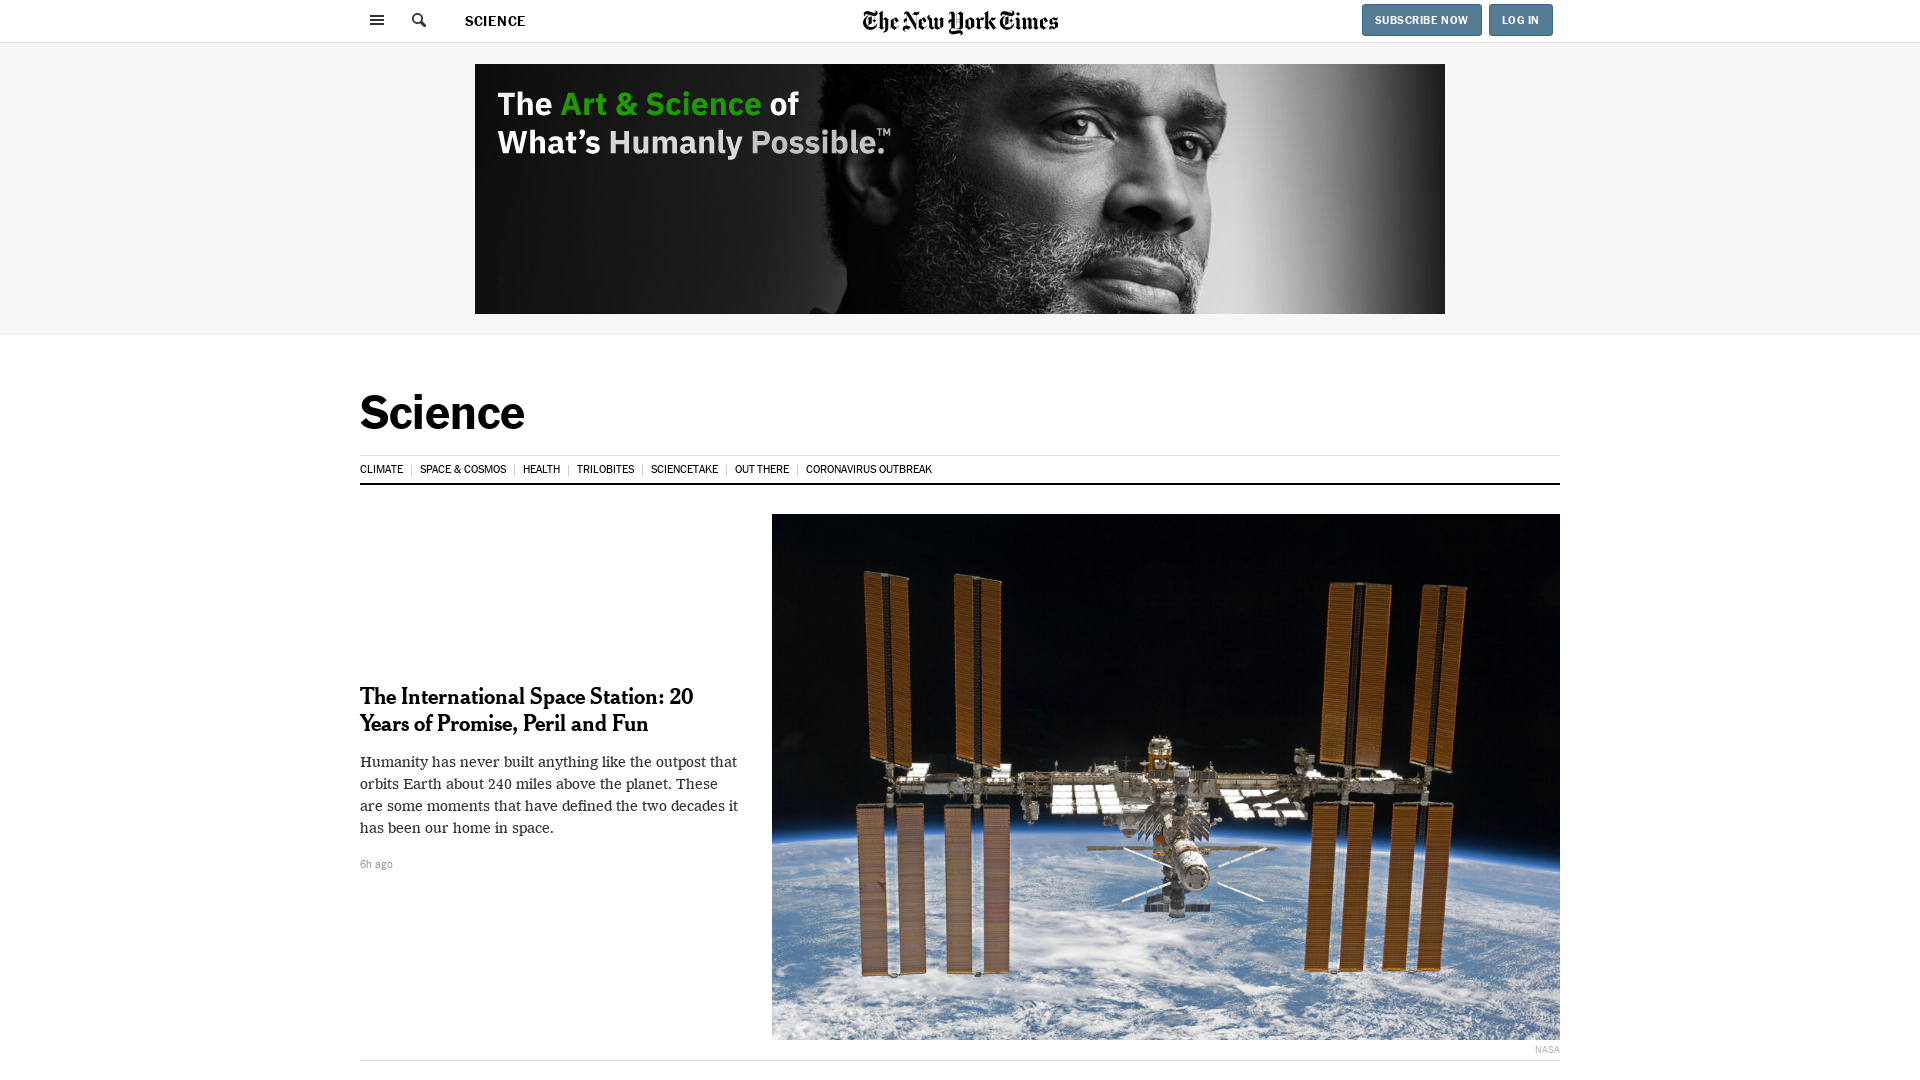 SCIENCE
The New York Times
SUBSCRIBE NOW
LOG IN
The Art & Science of
What's Humanly Possible.™
Science
CLIMATE
SPACE & COSMOS
HEALTH
TRILOBITES
SCIENCETAKE
OUT THERE
CORONAVIRUS OUTBREAK
The International Space Station: 20
Years of Promise, Peril and Fun
Humanity has never built anything like the outpost that
orbits Earth about 240 miles above the planet. These
are some moments that have defined the two decades it
has been our home in space.
6h ago
NASA